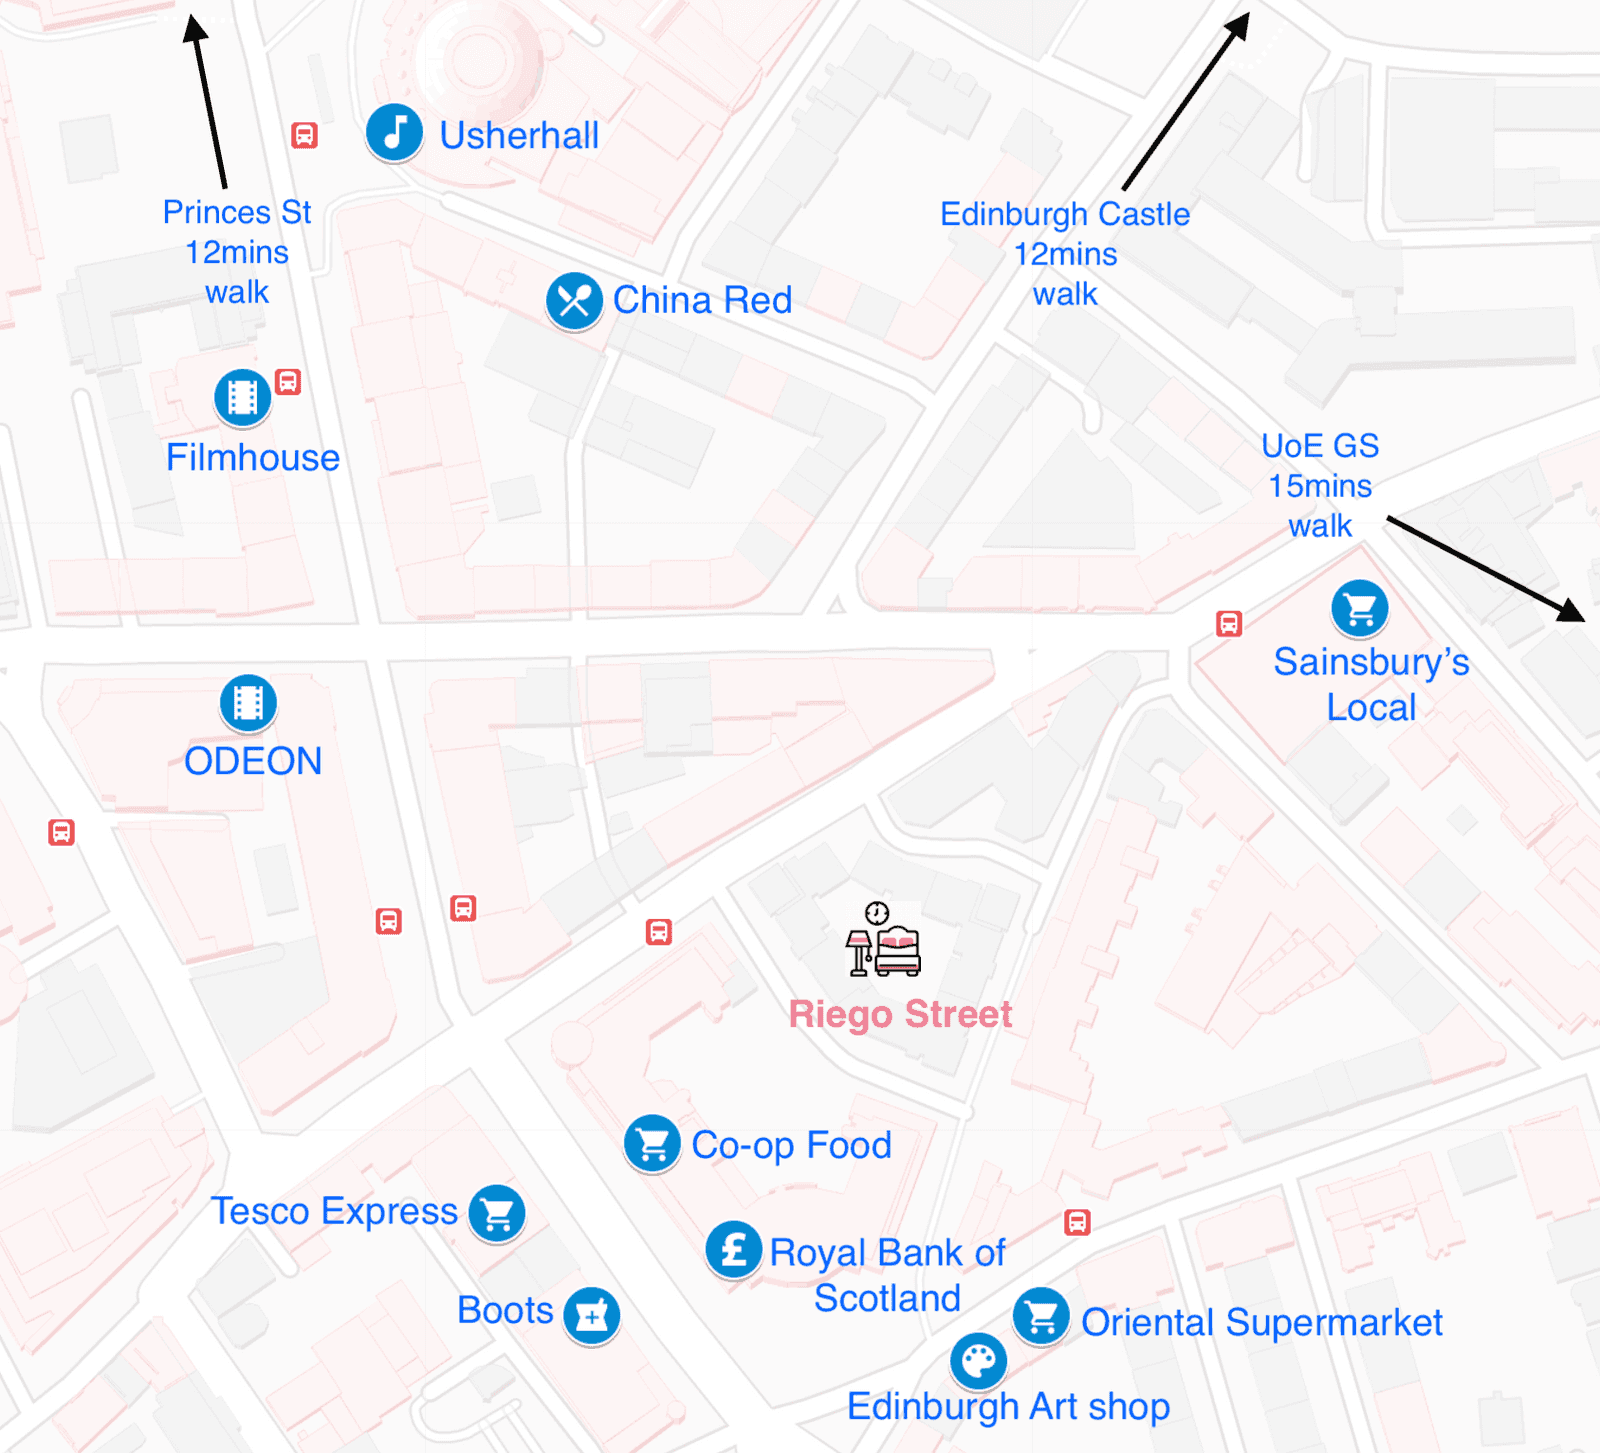 Usherhall
Princes St
12mins
walk
Edinburgh Castle
12mins
walk
China Red
Filmhouse
UoE GS
15mins
walk
Sainsbury’s
Local
ODEON
Riego Street
Co-op Food
Tesco Express
Royal Bank of
Scotland
Boots
Oriental Supermarket
Edinburgh Art shop